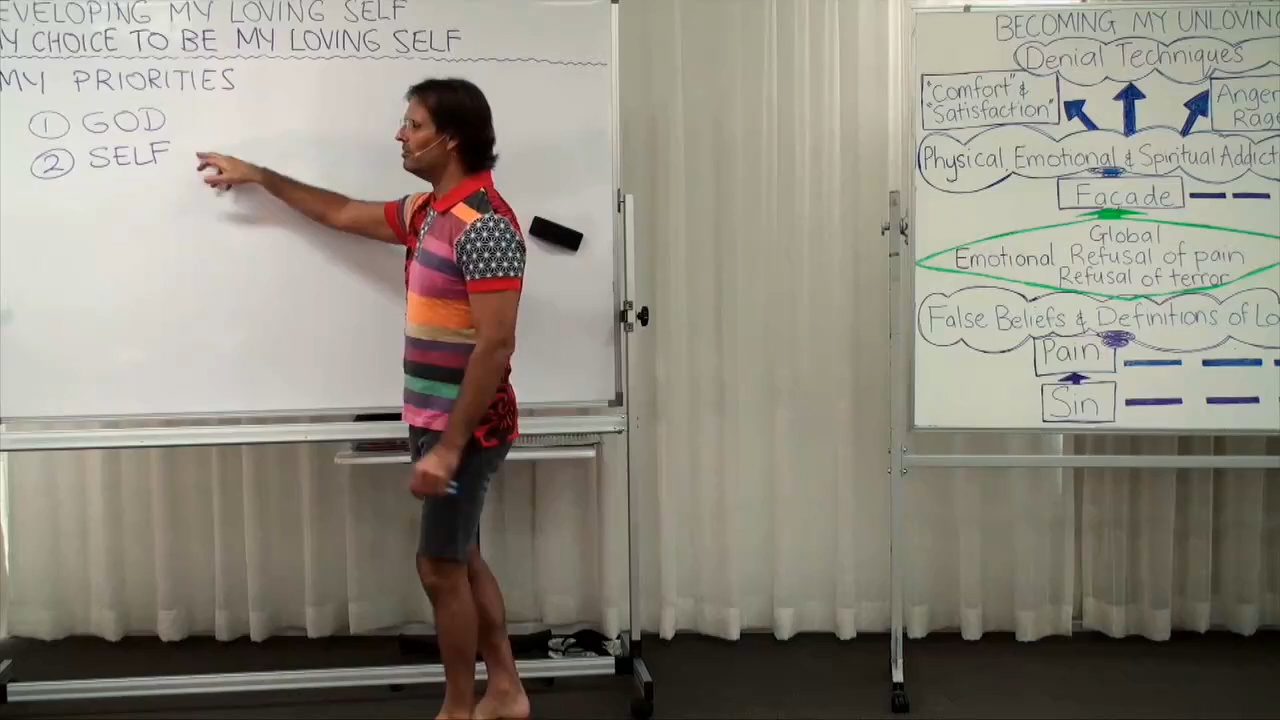 EVELOPING MY LOVING SELF
MY CHOICE TO BE MY LOVING SELF
MY PRIORITIES
1 GOD
2 SELF
BECOMING MY UNLOVING
Denial Techniques
"Comfort" &
"Satisfaction"
Anger
Rage
Physical, Emotional & Spiritual Addict
Façade
Global
Emotional Refusal of pain
Refusal of terror
False Beliefs & Definitions of Lo
Pain
Sin